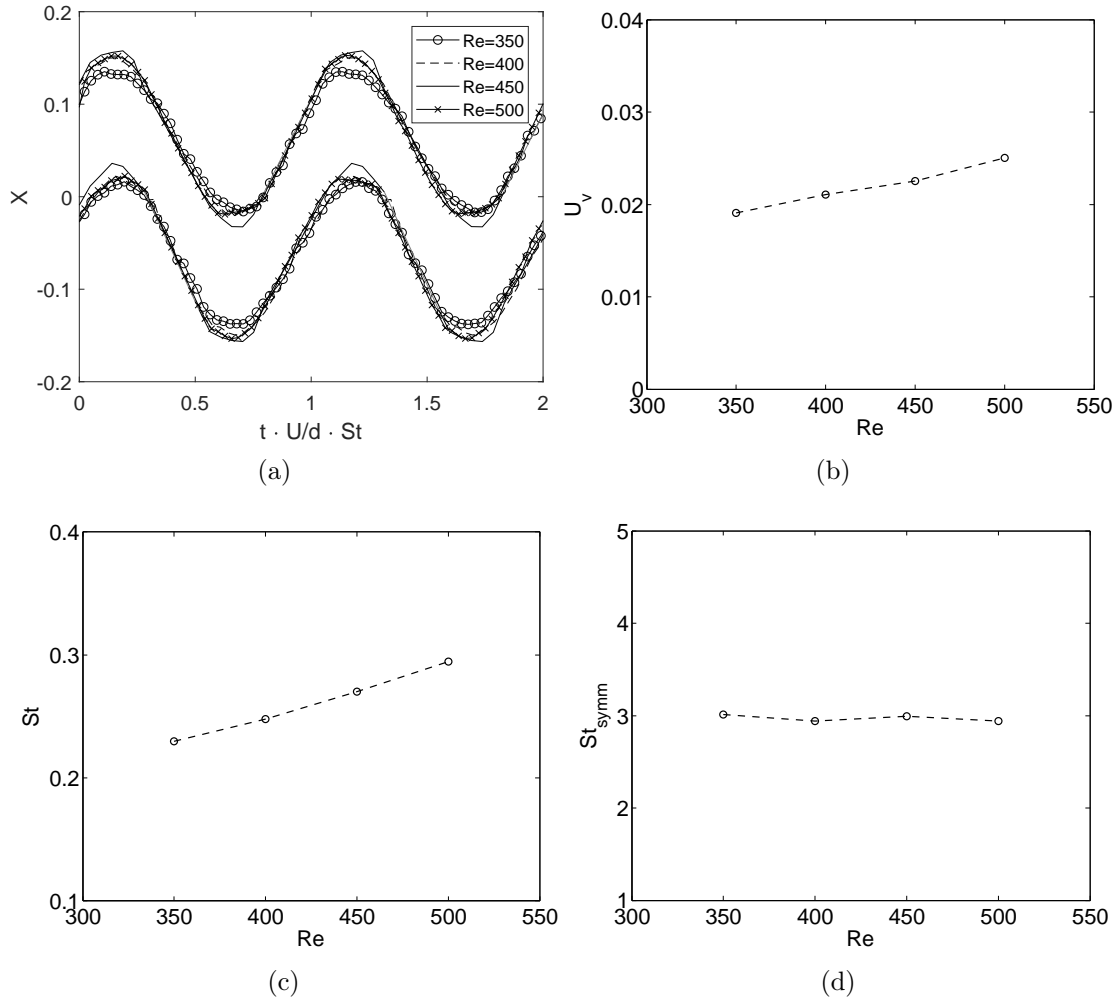 0.2
0.1
0
-0.1
-0.2
X
Re=350
Re=400
Re=450
Re=500
0 0.5 1 1.5 2
t · U/d · St
(a)
0.04
0.03
0.02
0.01
0
U_v
300 350 400 450 500 550
Re
(b)
0.4
0.3
0.2
0.1
St
300 350 400 450 500 550
Re
(c)
5
4
3
2
1
St_symm
300 350 400 450 500 550
Re
(d)